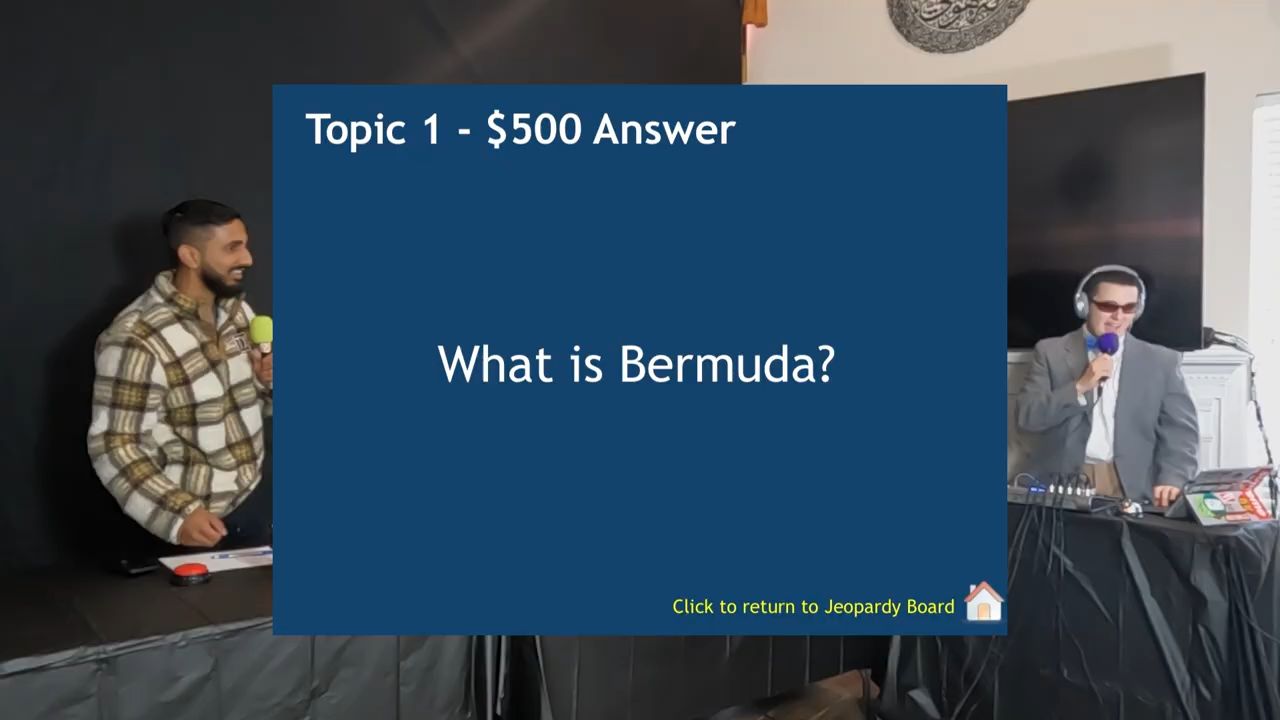 Topic 1 - $500 Answer
What is Bermuda?
Click to return to Jeopardy Board